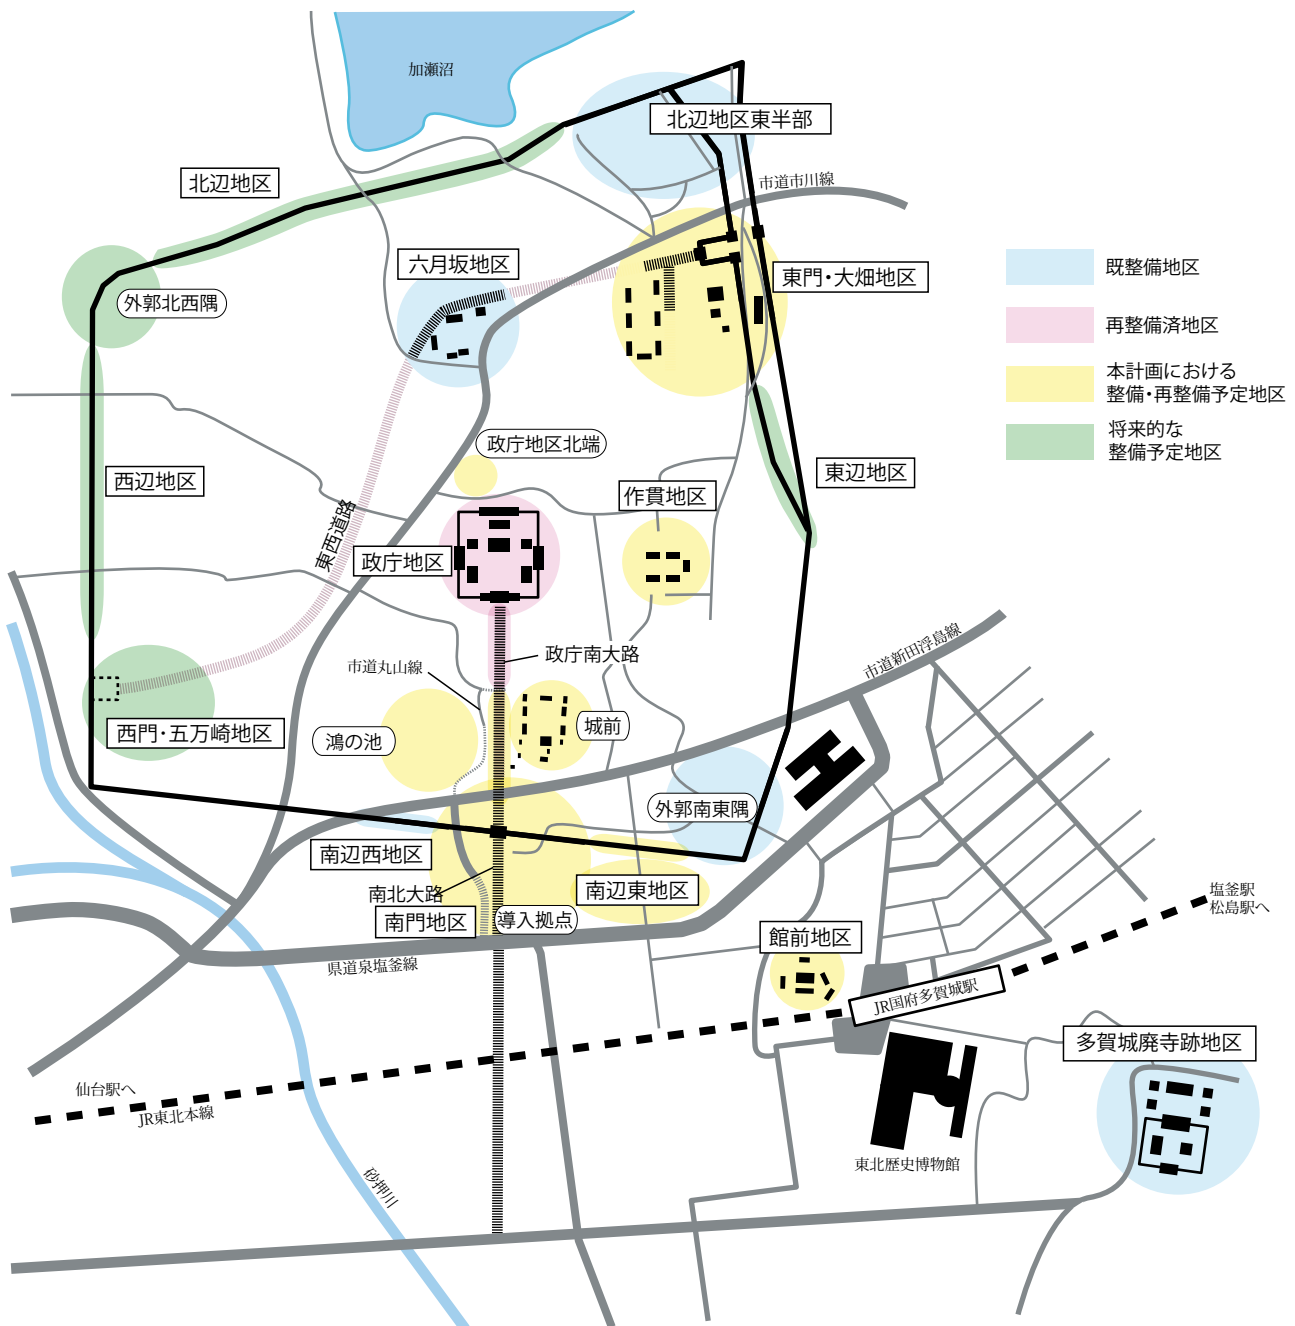 加瀬沼
北辺地区東半部
北辺地区
市道市川線
六月坂地区
東門・大畑地区
外郭北西隅
既整備地区
再整備済地区
本計画における
整備・再整備予定地区
将来的な
整備予定地区
政庁地区北端
東辺地区
西辺地区
作貫地区
東西道路
政庁地区
政庁南大路
市道丸山線
市道新田浮島線
西門・五万崎地区
鴻の池
城前
外郭南東隅
南辺西地区
南北大路
南辺東地区
南門地区
導入拠点
館前地区
塩釜駅
松島駅へ
県道泉塩釜線
JR国府多賀城駅
多賀城廃寺跡地区
仙台駅へ
JR東北本線
東北歴史博物館
砂押川